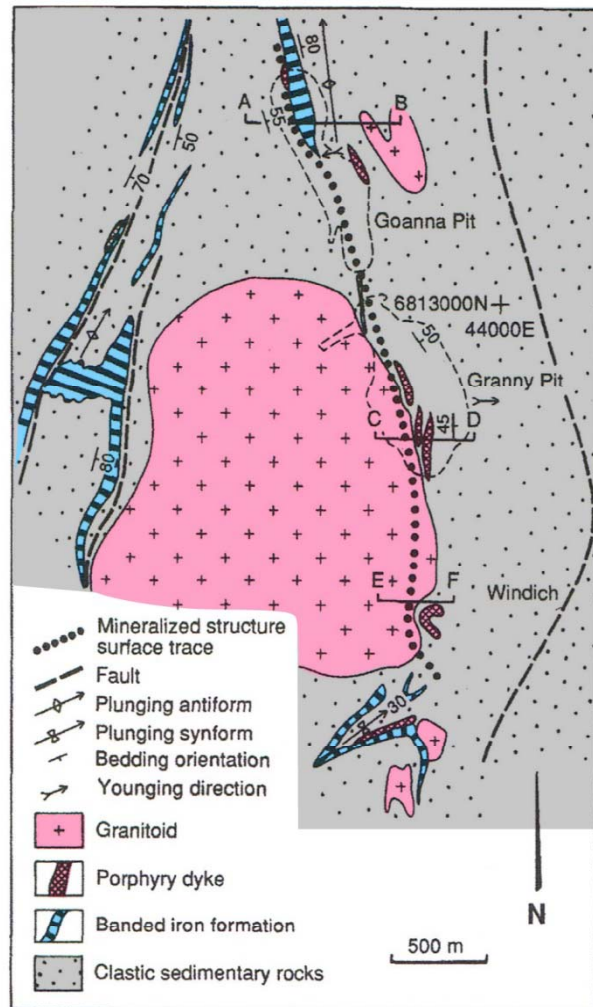 80
A
B
55
50
70
Goanna Pit
6813000N
44000E
50
Granny Pit
C
D
45
80
E
F
Windich
30
Mineralized structure
surface trace
Fault
Plunging antiform
Plunging synform
Bedding orientation
Younging direction
Granitoid
Porphyry dyke
Banded iron formation
Clastic sedimentary rocks
500 m
N